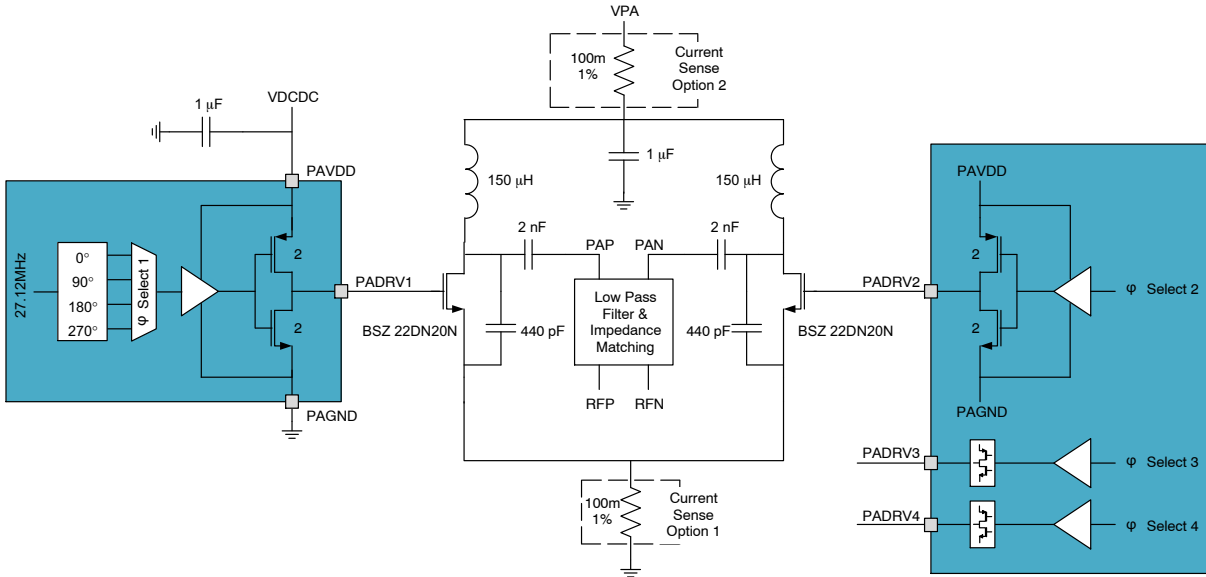 VPA
100m
1%
Current
Sense
Option 2
1 μF
VDCDC
PAVDD
27.12MHz
0°
90°
180°
270°
φ Select 1
2
2
PADRV1
PAGND
150 μH
1 μF
150 μH
2 nF
PAP
PAN
2 nF
BSZ 22DN20N
440 pF
Low Pass
Filter &
Impedance
Matching
440 pF
BSZ 22DN20N
RFP
RFN
100m
1%
Current
Sense
Option 1
PAVDD
2
PADRV2
φ Select 2
2
PAGND
PADRV3
φ Select 3
PADRV4
φ Select 4